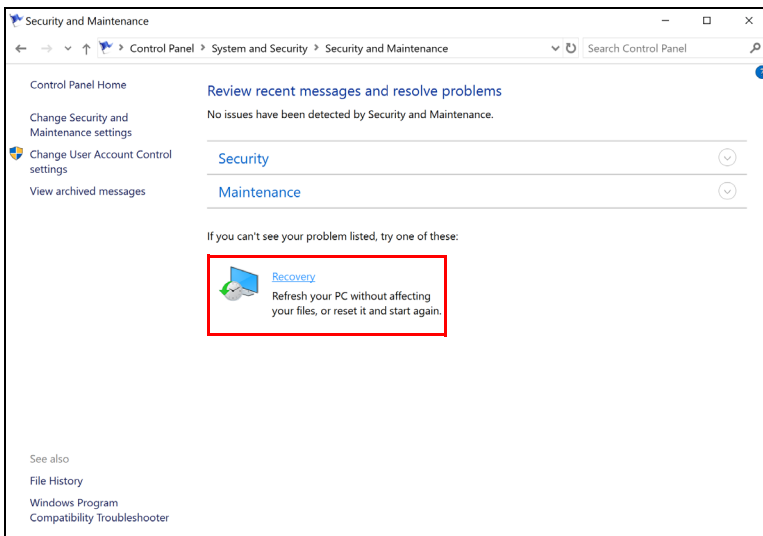 Security and Maintenance
Control Panel > System and Security > Security and Maintenance
Search Control Panel
Control Panel Home
Change Security and
Maintenance settings
Change User Account Control
settings
View archived messages
Review recent messages and resolve problems
No issues have been detected by Security and Maintenance.
Security
Maintenance
If you can't see your problem listed, try one of these:
Recovery
Refresh your PC without affecting
your files, or reset it and start again.
See also
File History
Windows Program
Compatibility Troubleshooter